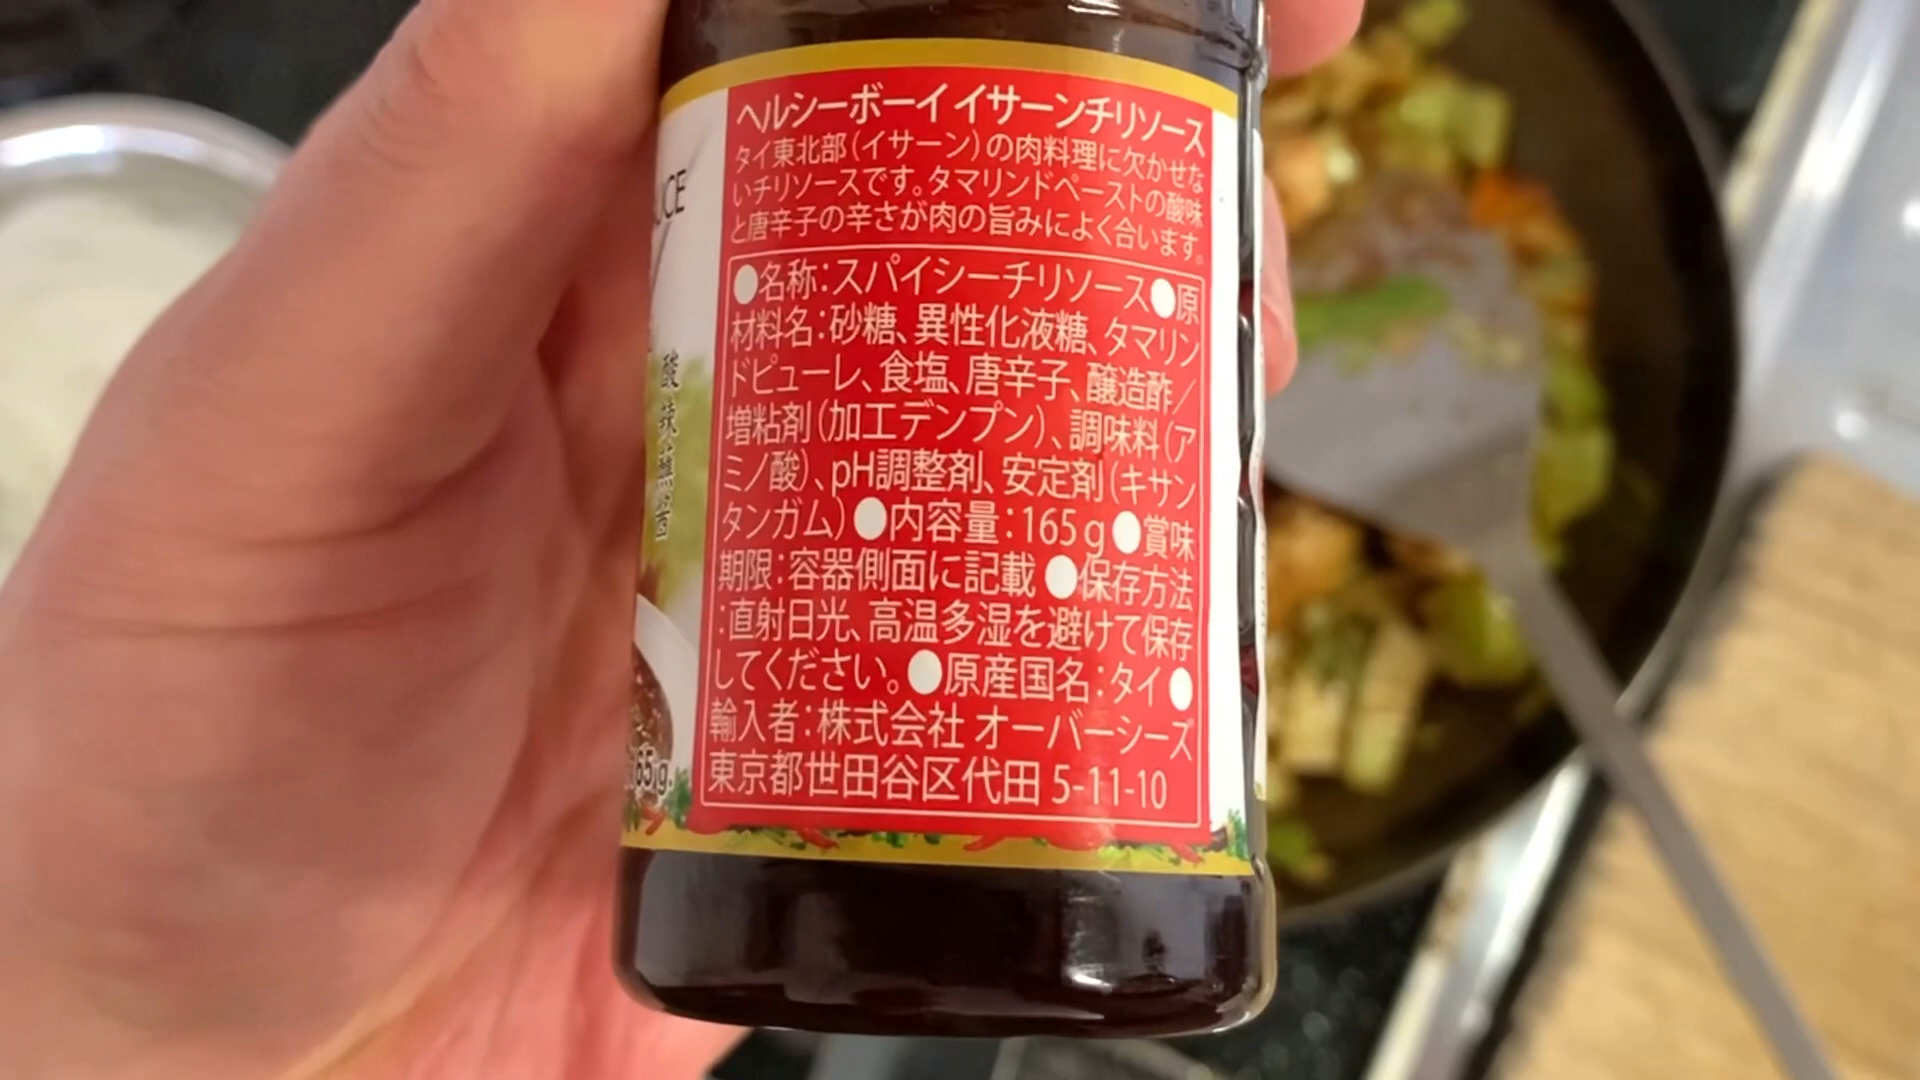 ヘルシーボーイイサーンチリソース
タイ東北部(イサーン)の肉料理に欠かせな
いチリソースです。タマリンドペーストの酸味
と唐辛子の辛さが肉の旨みによく合います。
●名称:スパイシーチリソース●原
材料名:砂糖、異性化液糖、タマリン
ドピューレ、食塩、唐辛子、醸造酢/
増粘剤(加工デンプン)、調味料(ア
ミノ酸)、pH調整剤、安定剤(キサン
タンガム)●内容量:165g●賞味
期限:容器側面に記載●保存方法
:直射日光、高温多湿を避けて保存
してください。●原産国名:タイ●
輸入者:株式会社 オーバーシーズ
東京都世田谷区代田 5-11-10
UCE
酸辣蘸酱
165 g.